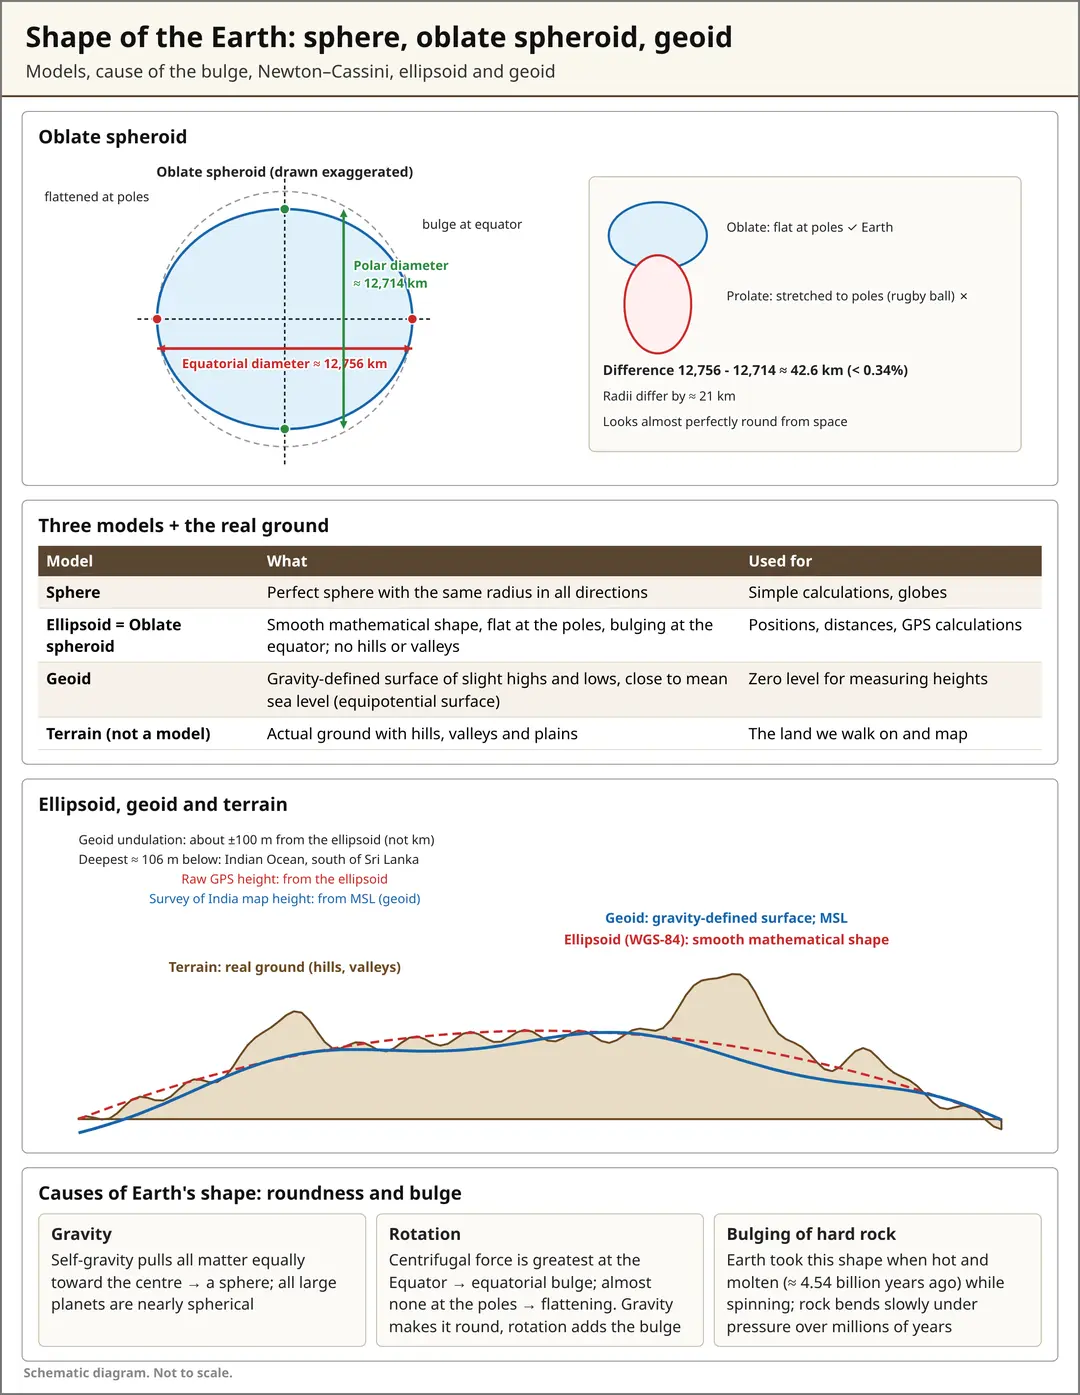 Shape of the Earth: sphere, oblate spheroid, geoid
Models, cause of the bulge, Newton–Cassini, ellipsoid and geoid
Oblate spheroid
Oblate spheroid (drawn exaggerated)
flattened at poles
bulge at equator
Polar diameter
≈ 12,714 km
Equatorial diameter ≈ 12,756 km
Oblate: flat at poles ✓ Earth
Prolate: stretched to poles (rugby ball) ×
Difference 12,756 - 12,714 ≈ 42.6 km (< 0.34%)
Radii differ by ≈ 21 km
Looks almost perfectly round from space
Three models + the real ground
Model What Used for
Sphere Perfect sphere with the same radius in all directions Simple calculations, globes
Ellipsoid = Oblate Smooth mathematical shape, flat at the poles, bulging at the Positions, distances, GPS calculations
spheroid equator; no hills or valleys
Geoid Gravity-defined surface of slight highs and lows, close to mean Zero level for measuring heights
sea level (equipotential surface)
Terrain (not a model) Actual ground with hills, valleys and plains The land we walk on and map
Ellipsoid, geoid and terrain
Geoid undulation: about ±100 m from the ellipsoid (not km)
Deepest ≈ 106 m below: Indian Ocean, south of Sri Lanka
Raw GPS height: from the ellipsoid
Survey of India map height: from MSL (geoid)
Geoid: gravity-defined surface; MSL
Ellipsoid (WGS-84): smooth mathematical shape
Terrain: real ground (hills, valleys)
Causes of Earth's shape: roundness and bulge
Gravity
Self-gravity pulls all matter equally
toward the centre → a sphere; all large
planets are nearly spherical
Rotation
Centrifugal force is greatest at the
Equator → equatorial bulge; almost
none at the poles → flattening. Gravity
makes it round, rotation adds the bulge
Bulging of hard rock
Earth took this shape when hot and
molten (≈ 4.54 billion years ago) while
spinning; rock bends slowly under
pressure over millions of years
Schematic diagram. Not to scale.